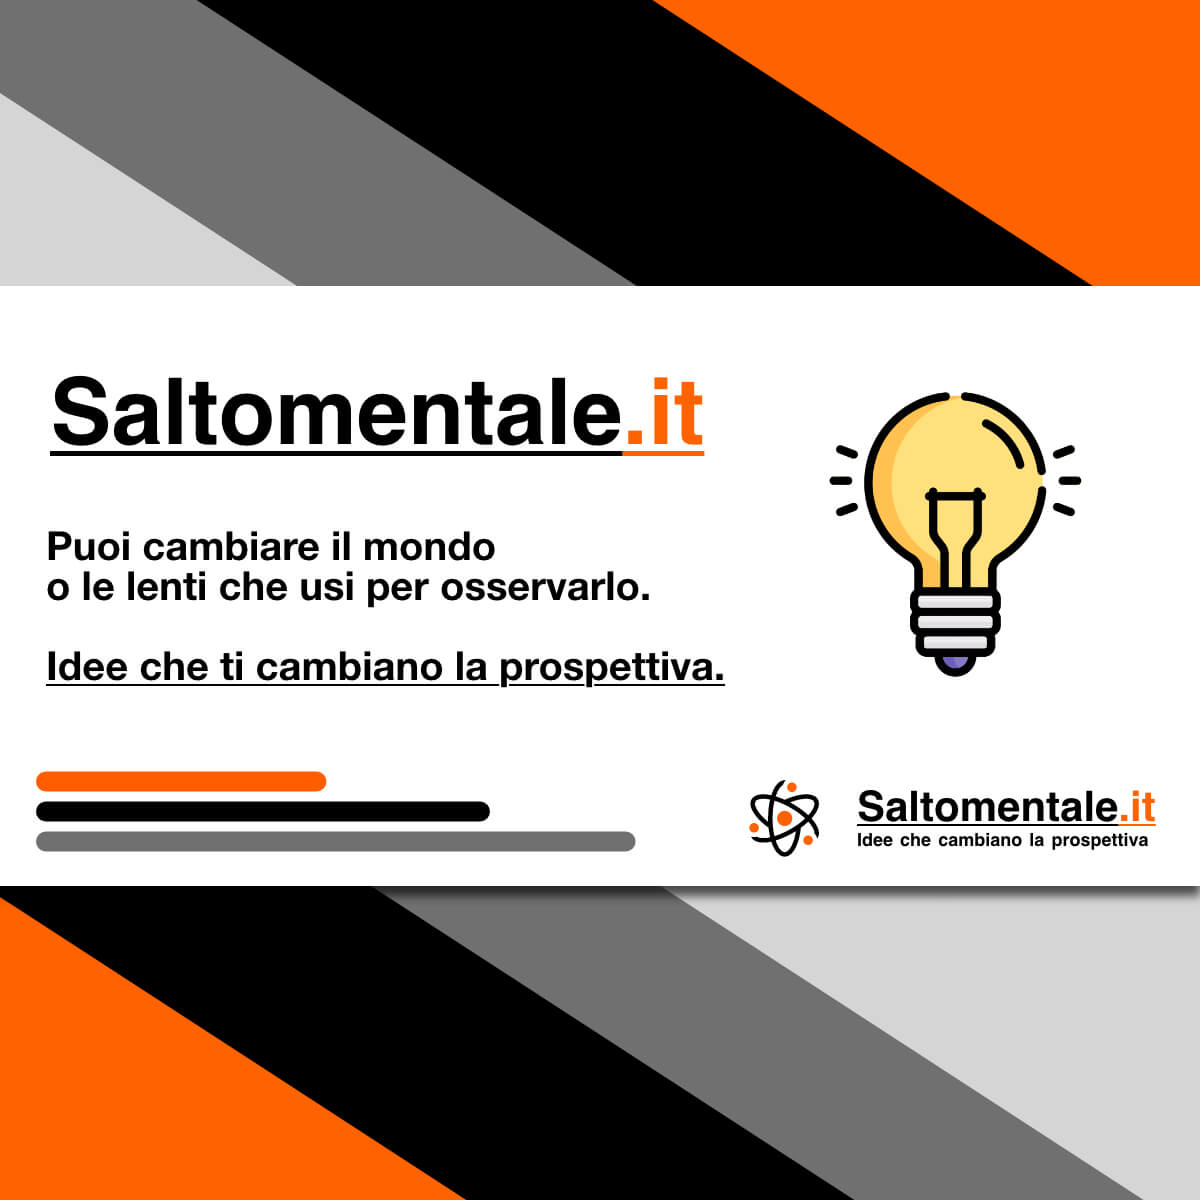 Saltomentale.it
Puoi cambiare il mondo
o le lenti che usi per osservarlo.
Idee che ti cambiano la prospettiva.
Saltomentale.it
Idee che cambiano la prospettiva